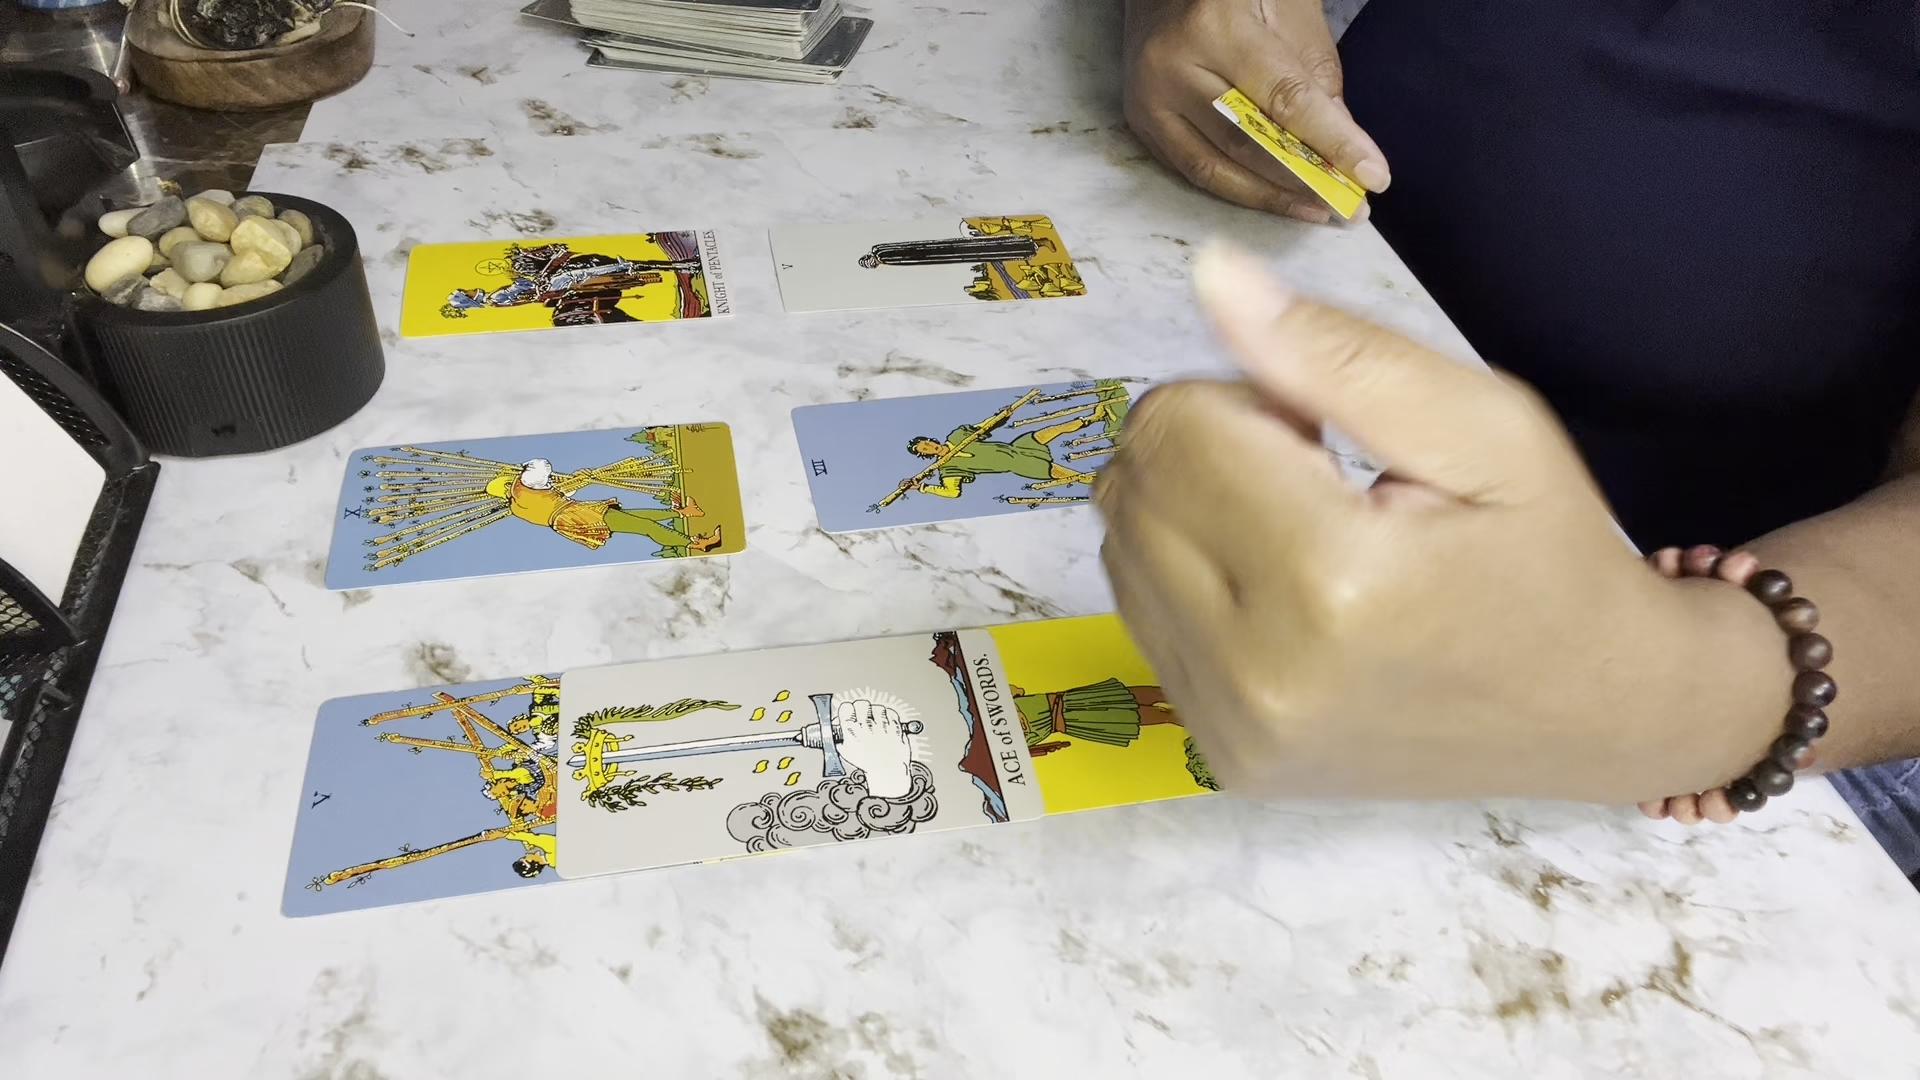 KNIGHT of PENTACLES.
V
X
VII
V
ACE of SWORDS.